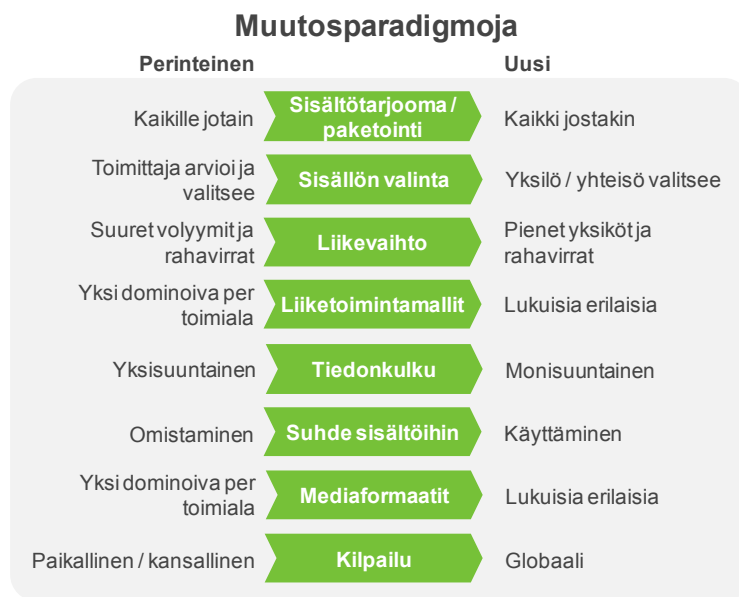 Muutosparadigmoja
Perinteinen
Uusi
Kaikille jotain
Sisältötarjooma /
paketointi
Kaikki jostakin
Toimittaja arvioi ja
valitsee
Sisällön valinta
Yksilö / yhteisö valitsee
Suuret volyymit ja
rahavirrat
Liikevaihto
Pienet yksiköt ja
rahavirrat
Yksi dominoiva per
toimiala
Liiketoimintamallit
Lukuisia erilaisia
Yksisuuntainen
Tiedonkulku
Monisuuntainen
Omistaminen
Suhde sisältöihin
Käyttäminen
Yksi dominoiva per
toimiala
Mediaformaatit
Lukuisia erilaisia
Paikallinen / kansallinen
Kilpailu
Globaali